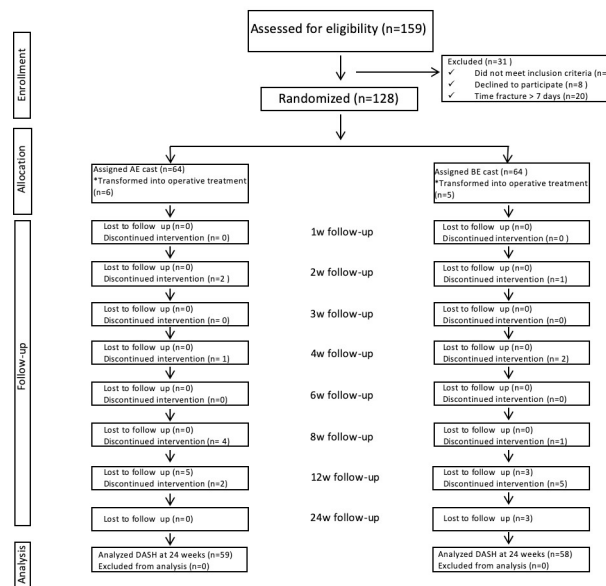 Assessed for eligibility (n=159)
Enrollment
Excluded (n=31)
✓ Did not meet inclusion criteria (n=
✓ Declined to participate (n=8 )
✓ Time fracture > 7 days (n=20)
Randomized (n=128)
Allocation
Assigned AE cast (n=64)
*Transformed into operative treatment
(n=6)
Assigned BE cast (n=64 )
*Transformed into operative treatment
(n=5)
Follow-up
Lost to follow up (n=0)
Discontinued intervention (n= 0)
1w follow-up
Lost to follow up (n=0)
Discontinued intervention (n=0 )
Lost to follow up (n=0)
Discontinued intervention (n=2 )
2w follow-up
Lost to follow up (n=0)
Discontinued intervention (n=1)
Lost to follow up (n=0)
Discontinued intervention (n= 0)
3w follow-up
Lost to follow up (n=0)
Discontinued intervention (n=0)
Lost to follow up (n=0)
Discontinued intervention (n= 1)
4w follow-up
Lost to follow up (n=0)
Discontinued intervention (n= 2)
Lost to follow up (n=0)
Discontinued intervention (n=0)
6w follow-up
Lost to follow up (n=0)
Discontinued intervention (n=0)
Lost to follow up (n=0)
Discontinued intervention (n= 4)
8w follow-up
Lost to follow up (n=0)
Discontinued intervention (n=1)
Lost to follow up (n=5)
Discontinued intervention (n=2)
12w follow-up
Lost to follow up (n=3)
Discontinued intervention (n=5)
Lost to follow up (n=0)
24w follow-up
Lost to follow up (n=3)
Analysis
Analyzed DASH at 24 weeks (n=59)
Excluded from analysis (n=0)
Analyzed DASH at 24 weeks (n=58)
Excluded from analysis (n=0)